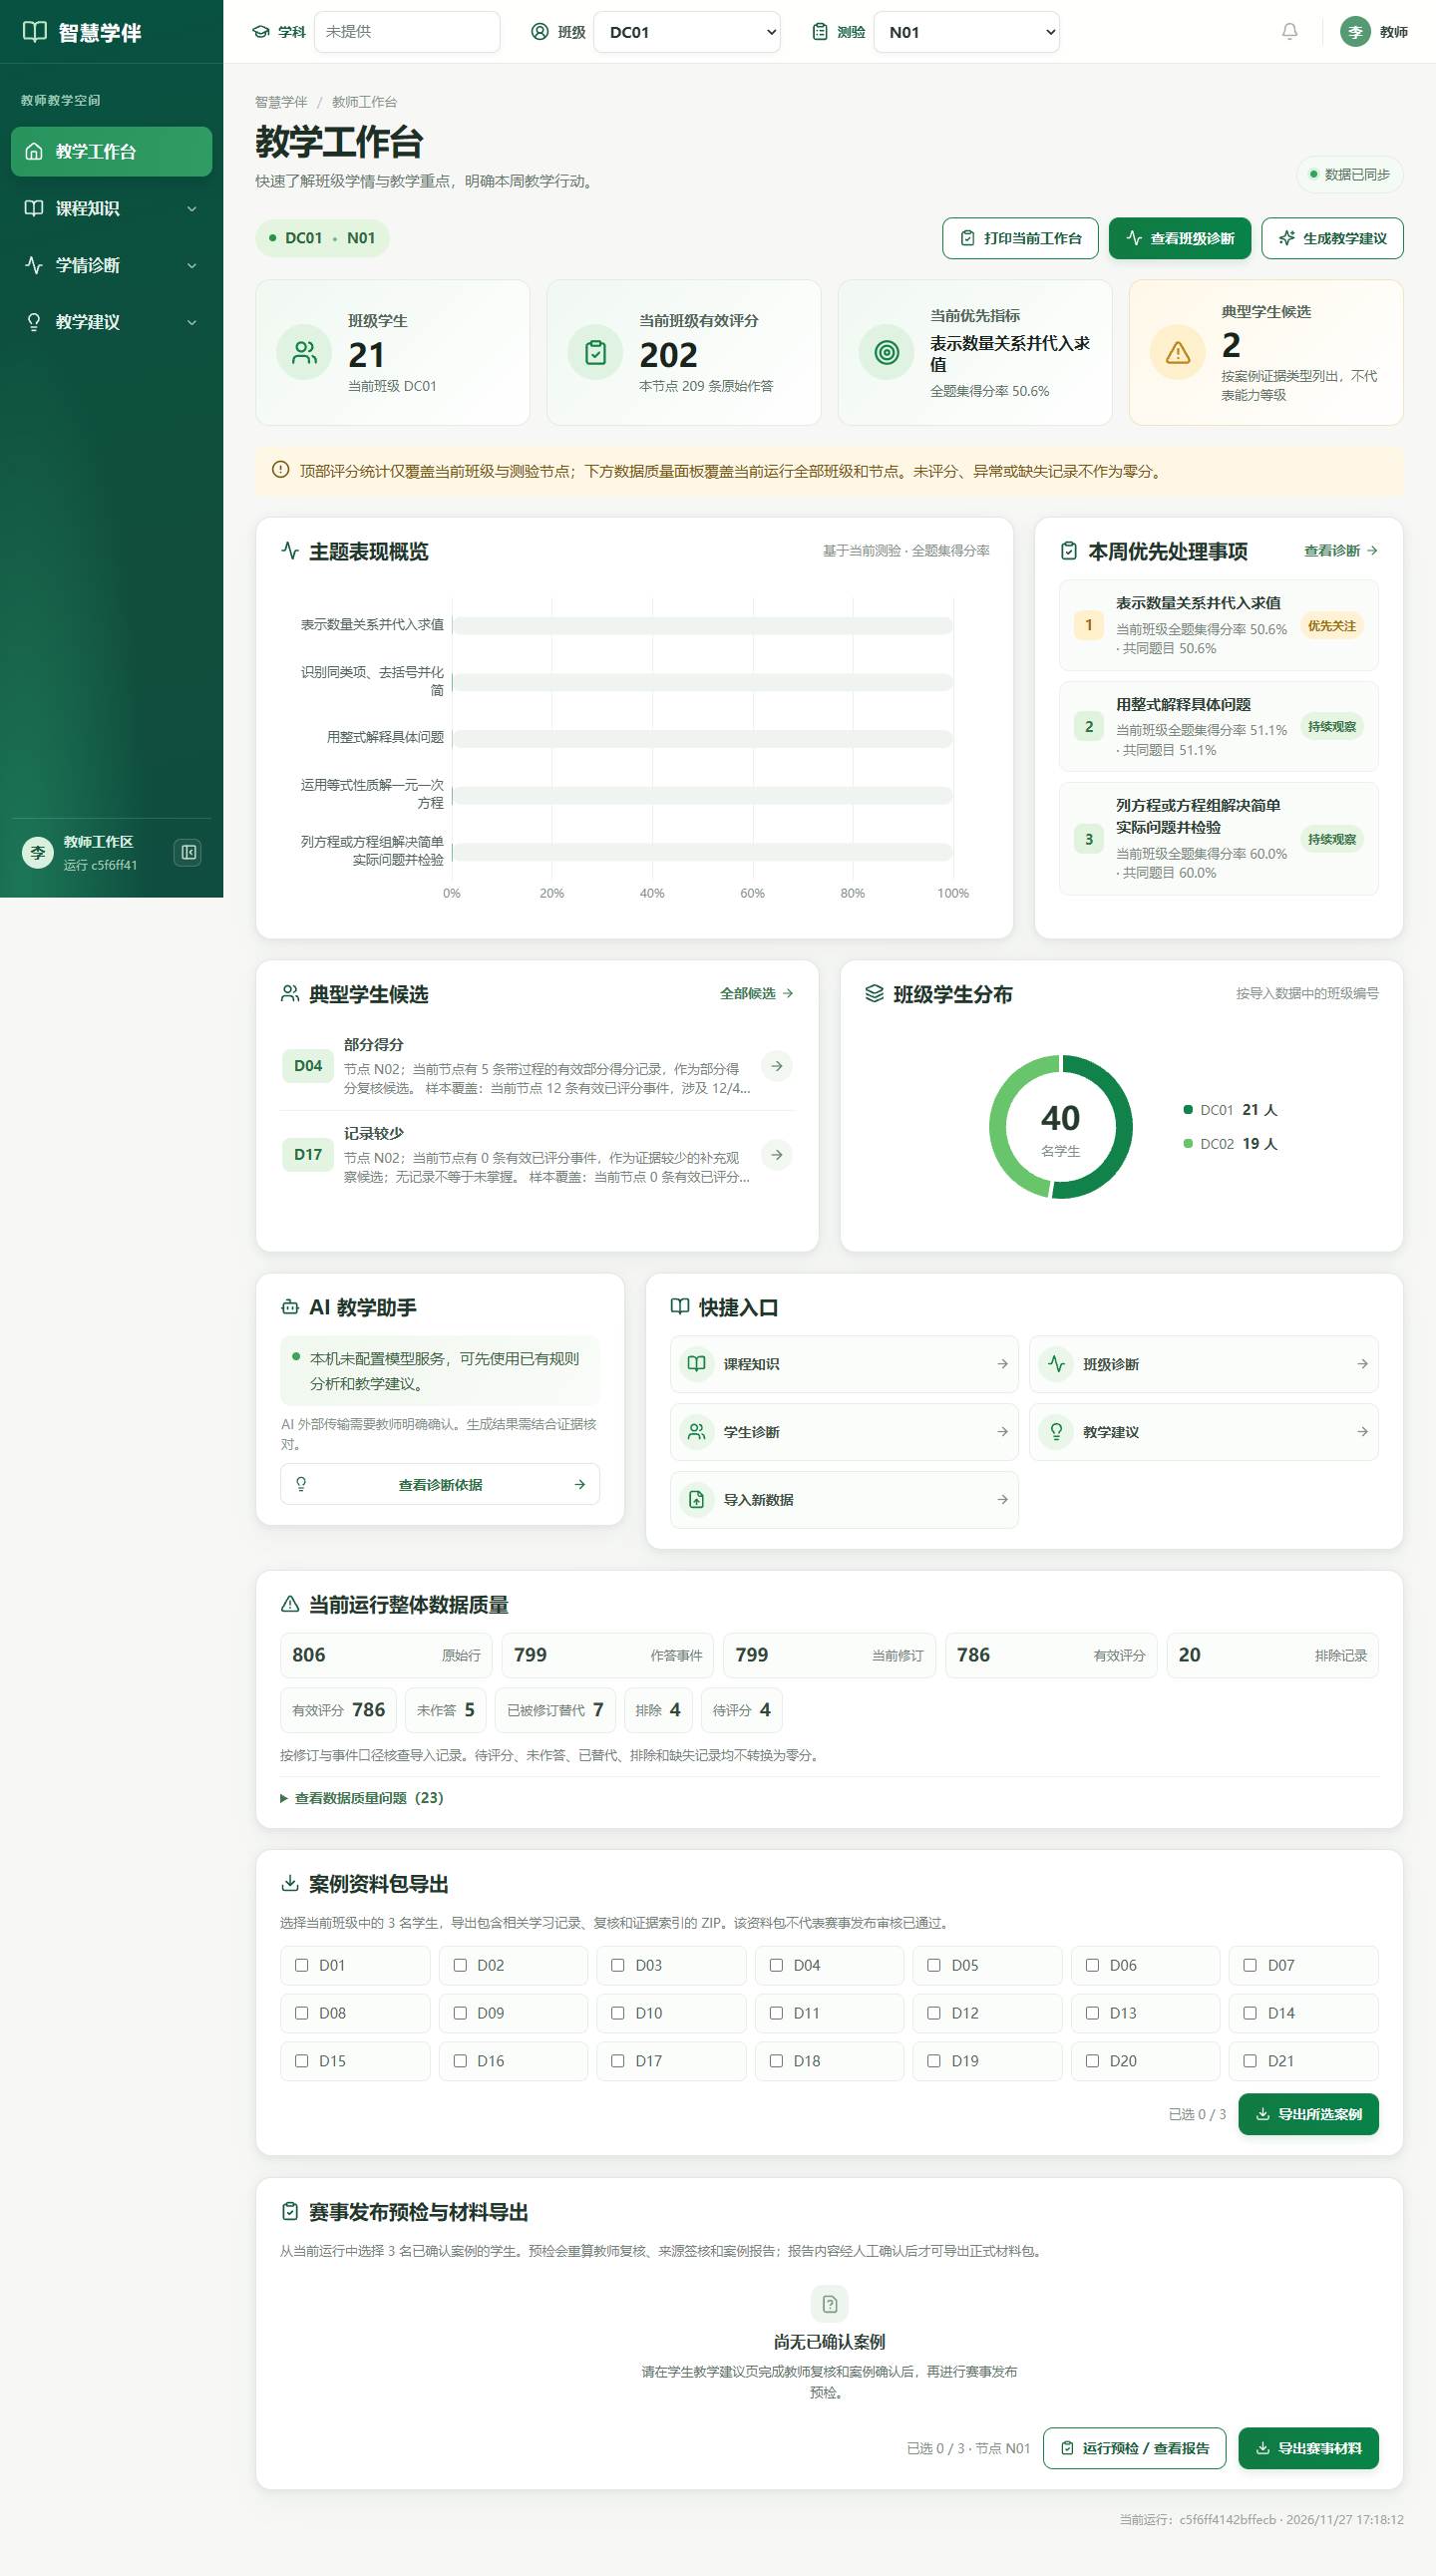 智慧学伴
学科 未提供 班级 DC01 测验 N01 李 教师
教师教学空间
教学工作台
课程知识
学情诊断
教学建议
李 教师工作区
运行 c5f6ff41
智慧学伴 / 教师工作台
教学工作台
快速了解班级学情与教学重点，明确本周教学行动。
数据已同步
DC01 • N01
打印当前工作台
查看班级诊断
生成教学建议
班级学生
21
当前班级 DC01
当前班级有效评分
202
本节点 209 条原始作答
当前优先指标
表示数量关系并代入求
值
全题集得分率 50.6%
典型学生候选
2
按案例证据类型列出，不代
表能力等级
顶部评分统计仅覆盖当前班级与测验节点；下方数据质量面板覆盖当前运行全部班级和节点。未评分、异常或缺失记录不作为零分。
主题表现概览
基于当前测验 · 全题集得分率
表示数量关系并代入求值
识别同类项、去括号并化
简
用整式解释具体问题
运用等式性质解一元一次
方程
列方程或方程组解决简单
实际问题并检验
0% 20% 40% 60% 80% 100%
本周优先处理事项
查看诊断
1
表示数量关系并代入求值
当前班级全题集得分率 50.6%
· 共同题目 50.6%
优先关注
2
用整式解释具体问题
当前班级全题集得分率 51.1%
· 共同题目 51.1%
持续观察
3
列方程或方程组解决简单
实际问题并检验
当前班级全题集得分率 60.0%
· 共同题目 60.0%
持续观察
典型学生候选
全部候选
D04
部分得分
节点 N02；当前节点有 5 条带过程的有效部分得分记录，作为部分得
分复核候选。 样本覆盖：当前节点 12 条有效已评分事件，涉及 12/4...
D17
记录较少
节点 N02；当前节点有 0 条有效已评分事件，作为证据较少的补充观
察候选；无记录不等于未掌握。 样本覆盖：当前节点 0 条有效已评分...
班级学生分布
按导入数据中的班级编号
40
名学生
DC01 21 人
DC02 19 人
AI 教学助手
本机未配置模型服务，可先使用已有规则
分析和教学建议。
AI 外部传输需要教师明确确认。生成结果需结合证据核
对。
查看诊断依据
快捷入口
课程知识
班级诊断
学生诊断
教学建议
导入新数据
当前运行整体数据质量
806 原始行
799 作答事件
799 当前修订
786 有效评分
20 排除记录
有效评分 786
未作答 5
已被修订替代 7
排除 4
待评分 4
按修订与事件口径核查导入记录。待评分、未作答、已替代、排除和缺失记录均不转换为零分。
查看数据质量问题（23）
案例资料包导出
选择当前班级中的 3 名学生，导出包含相关学习记录、复核和证据索引的 ZIP。该资料包不代表赛事发布审核已通过。
D01 D02 D03 D04 D05 D06 D07
D08 D09 D10 D11 D12 D13 D14
D15 D16 D17 D18 D19 D20 D21
已选 0 / 3
导出所选案例
赛事发布预检与材料导出
从当前运行中选择 3 名已确认案例的学生。预检会重算教师复核、来源签核和案例报告；报告内容经人工确认后才可导出正式材料包。
尚无已确认案例
请在学生教学建议页完成教师复核和案例确认后，再进行赛事发布
预检。
已选 0 / 3 · 节点 N01
运行预检 / 查看报告
导出赛事材料
当前运行：c5f6ff4142bffecb · 2026/11/27 17:18:12